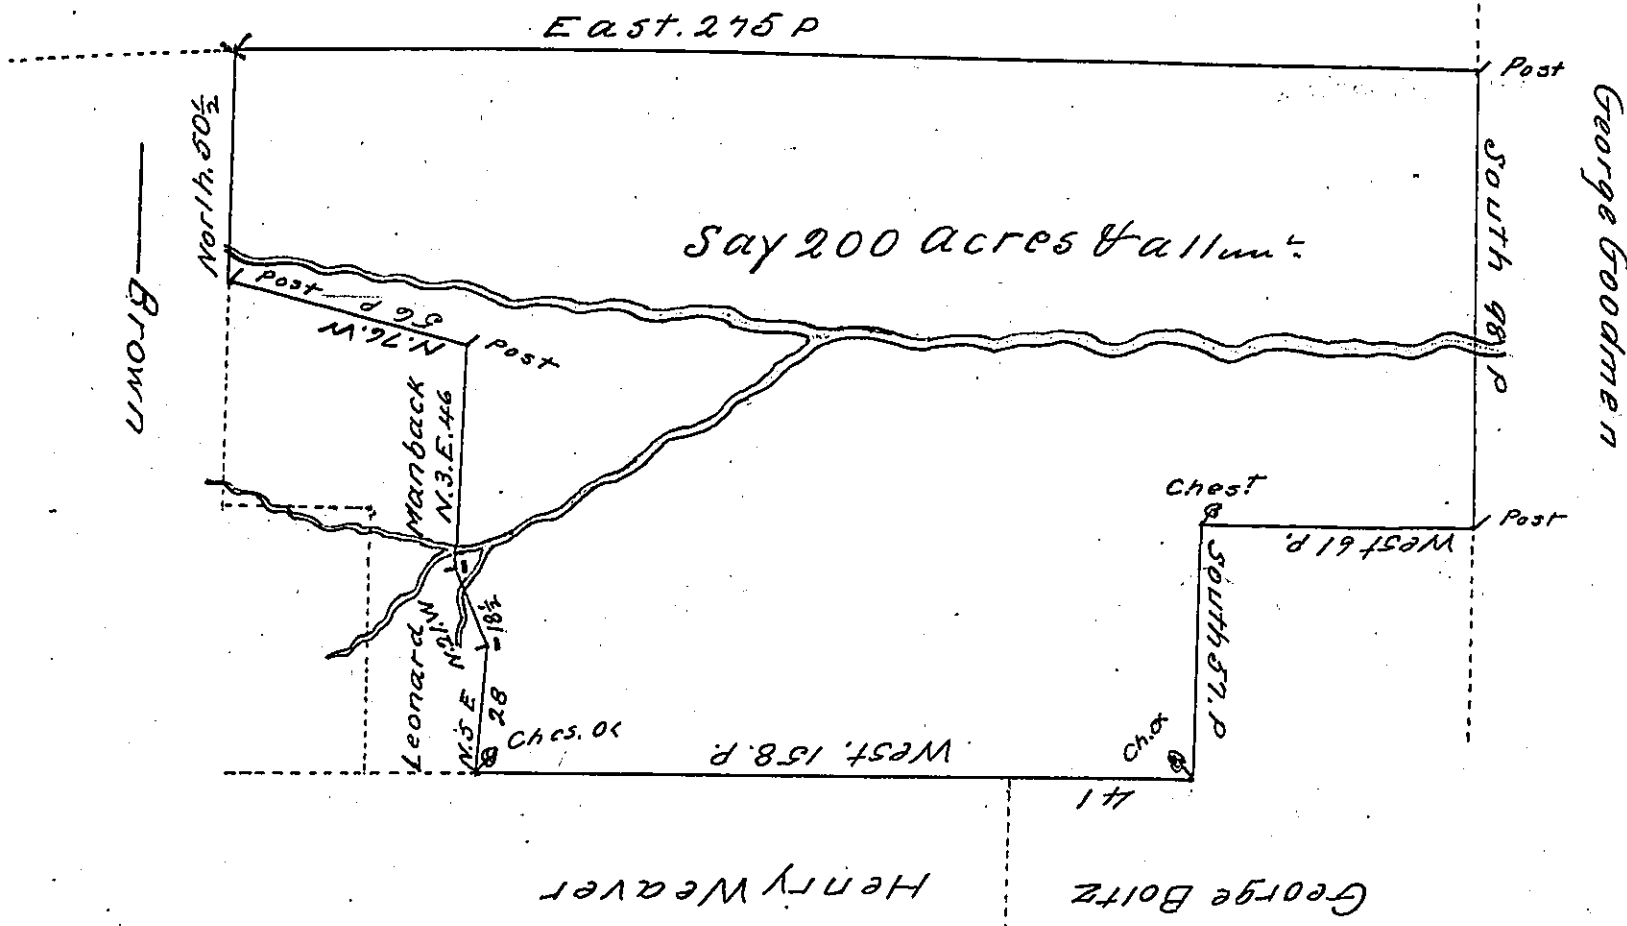 East. 275 P
Post
George Goodmen
North. 50½
South 98 P
Say 200 Acres & allow.ᶜ
Brown
Post
56 P
N.76.W
Post
Manback
N.3.E.46
Leonard
N.21.W
18½
N.5 E
28
Ches. Oc
Chest
Post
West 61 P.
South 57. P
Ch.o
West. 158. P.
41
Henry Weaver
George Boltz